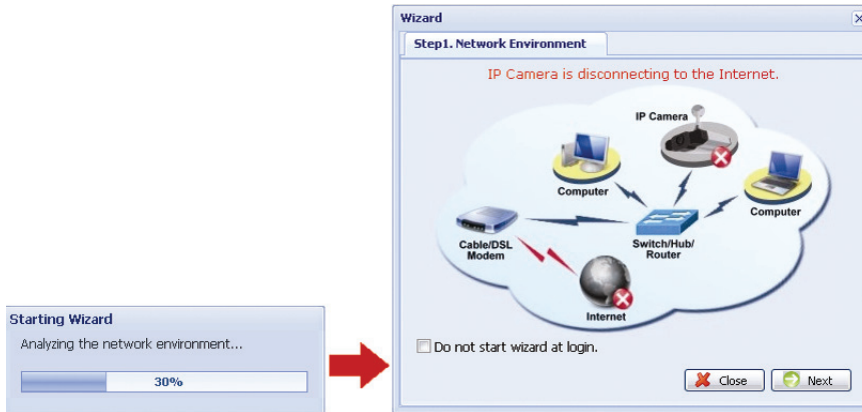 Starting Wizard
Analyzing the network environment...
30%
Wizard
Step1. Network Environment
IP Camera is disconnecting to the Internet.
IP Camera
Computer
Computer
Cable/DSL
Modem
Switch/Hub/
Router
Internet
Do not start wizard at login.
Close
Next